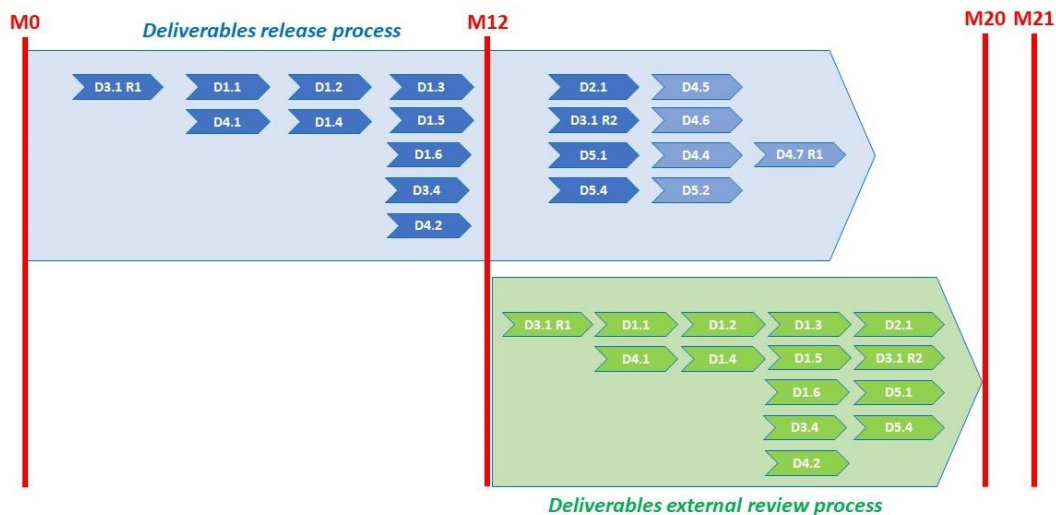 M0
M12
M20 M21
Deliverables release process
D3.1 R1 D1.1 D1.2 D1.3 D2.1 D4.5
D4.1 D1.4 D1.5 D3.1 R2 D4.6
D1.6 D5.1 D4.4 D4.7 R1
D3.4 D5.4 D5.2
D4.2
D3.1 R1 D1.1 D1.2 D1.3 D2.1
D4.1 D1.4 D1.5 D3.1 R2
D1.6 D5.1
D3.4 D5.4
D4.2
Deliverables external review process